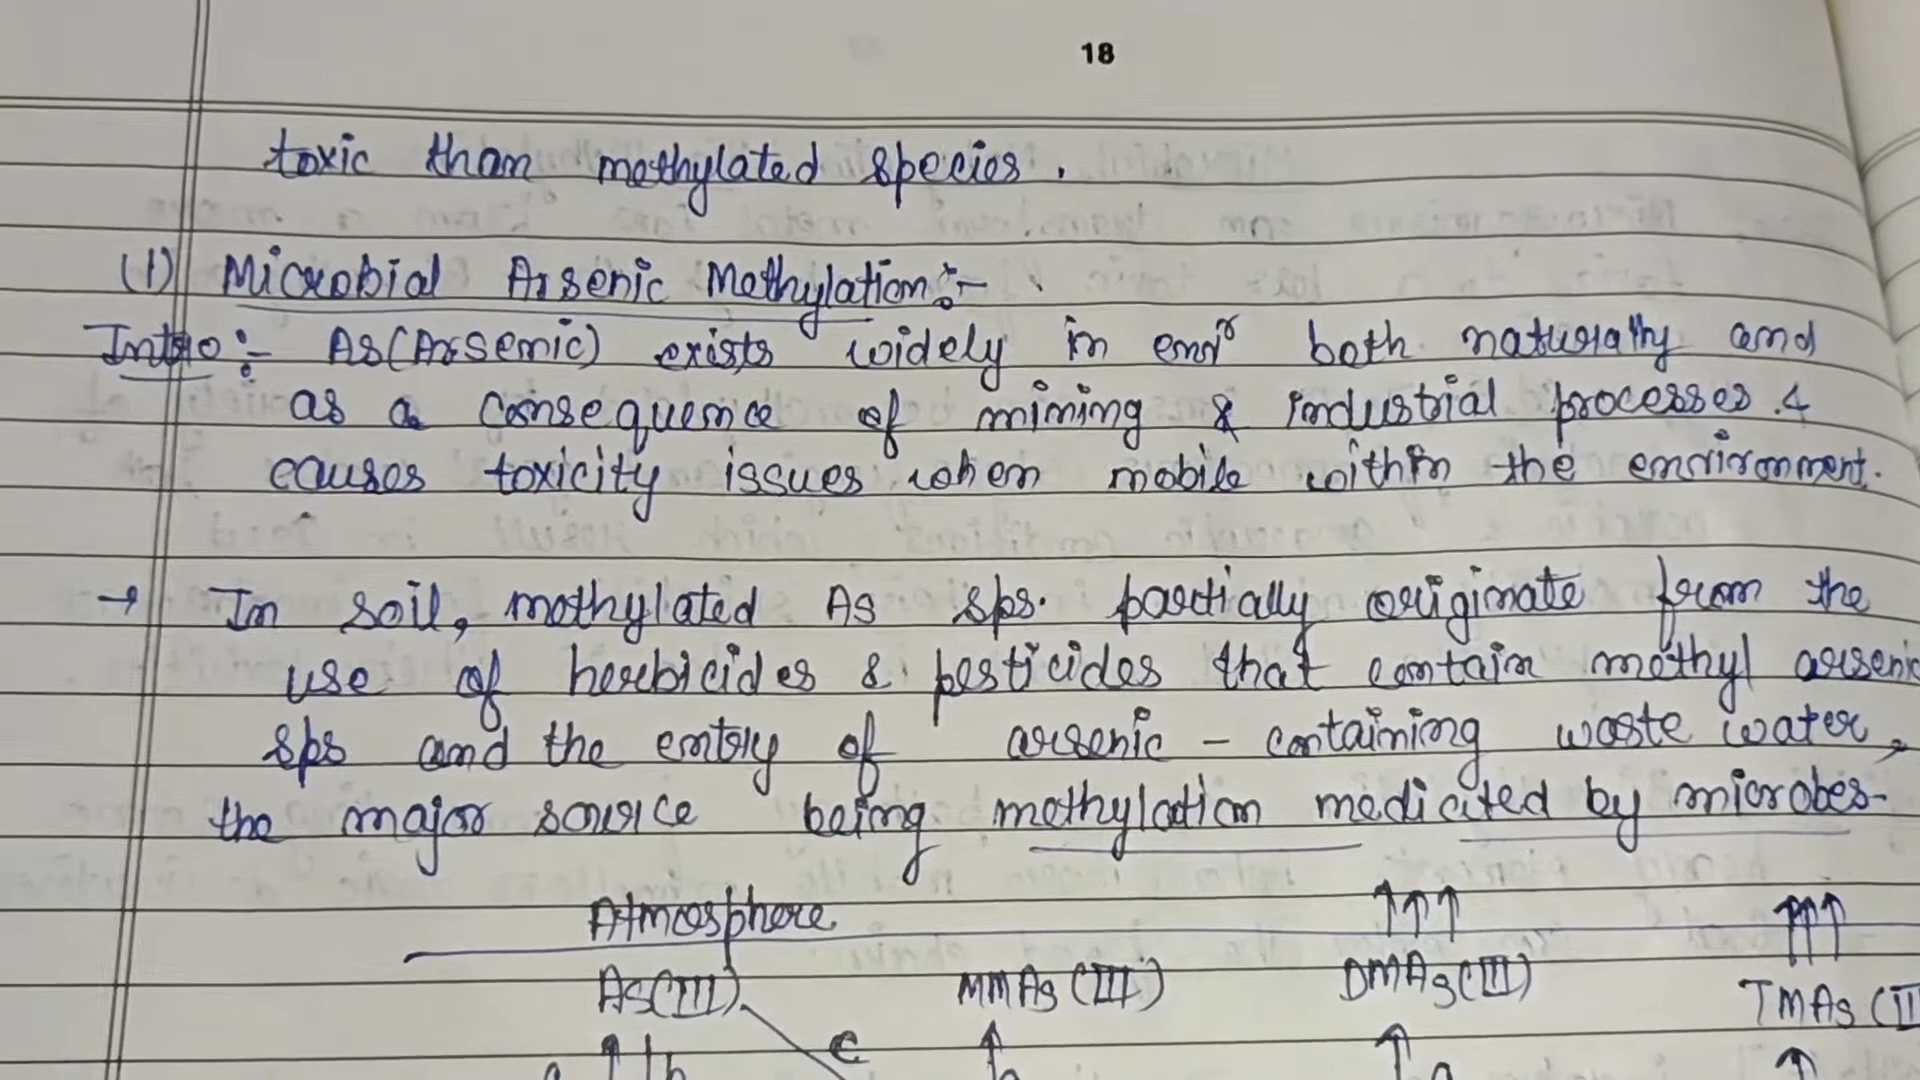 18
toxic than methylated species.
(1) Microbial Arsenic Methylation:-
Intro:- As(Arsenic) exists widely in envr both naturally and
as a consequence of mining & industrial processes &
causes toxicity issues when mobile within the environment.
→ In soil, methylated As sps. partially originate from the
use of herbicides & pesticides that contain methyl arsenic
sps and the entry of arsenic - containing waste water,
the major source being methylation medicated by microbes-
Atmosphere ↑↑↑ ↑↑↑
As(III) MMAs(III) DMAs(III) TMAs(II
c